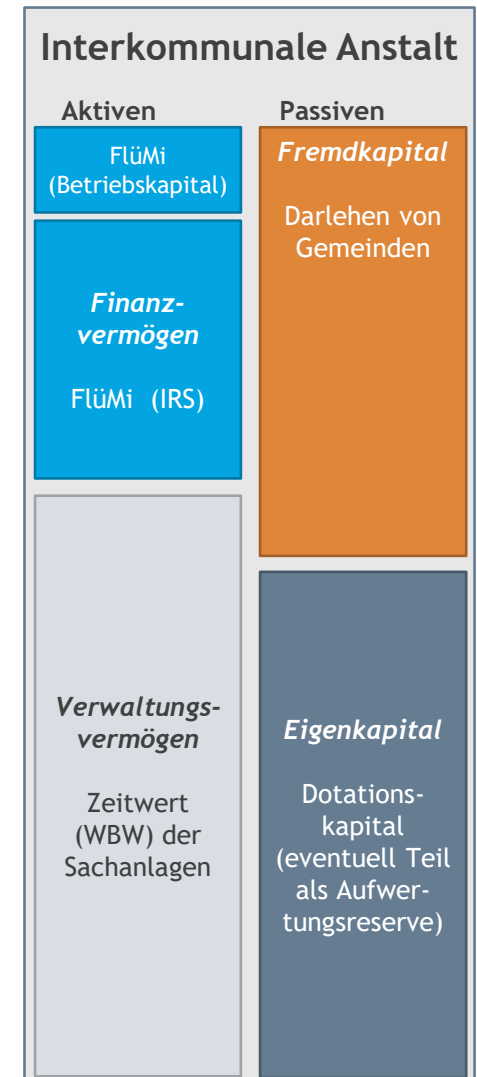 Interkommunale Anstalt
Aktiven
Passiven
FlüMi
(Betriebskapital)
Finanz-
vermögen
FlüMi (IRS)
Verwaltungs-
vermögen
Zeitwert
(WBW) der
Sachanlagen
Fremdkapital
Darlehen von
Gemeinden
Eigenkapital
Dotations-
kapital
(eventuell Teil
als Aufwer-
tungsreserve)